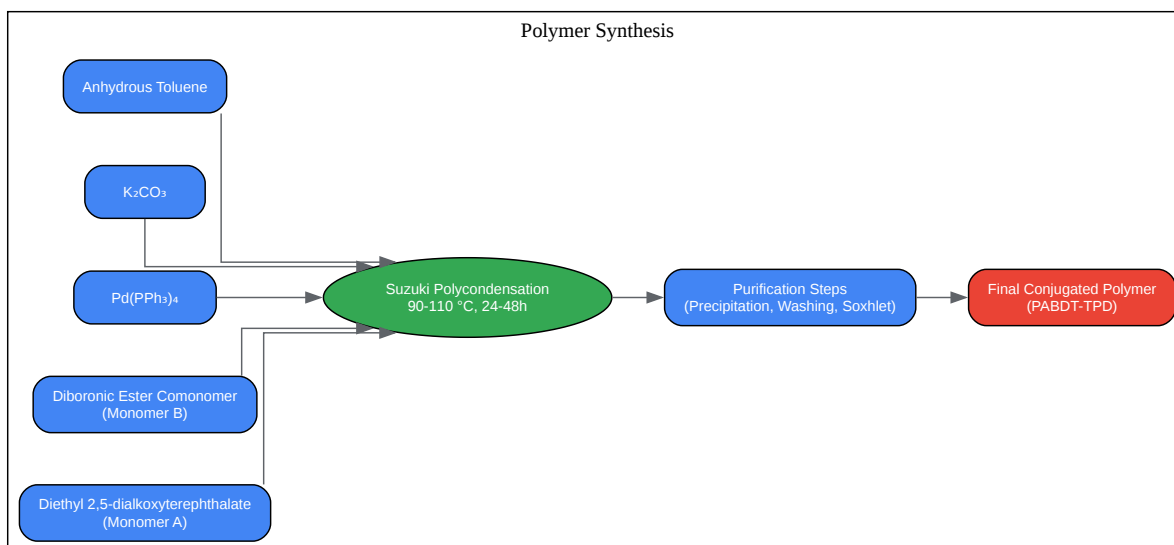 Polymer Synthesis
Anhydrous Toluene
K₂CO₃
Pd(PPh₃)₄
Diboronic Ester Comonomer
(Monomer B)
Diethyl 2,5-dialkoxyterephthalate
(Monomer A)
Suzuki Polycondensation
90-110 °C, 24-48h
Purification Steps
(Precipitation, Washing, Soxhlet)
Final Conjugated Polymer
(PABDT-TPD)